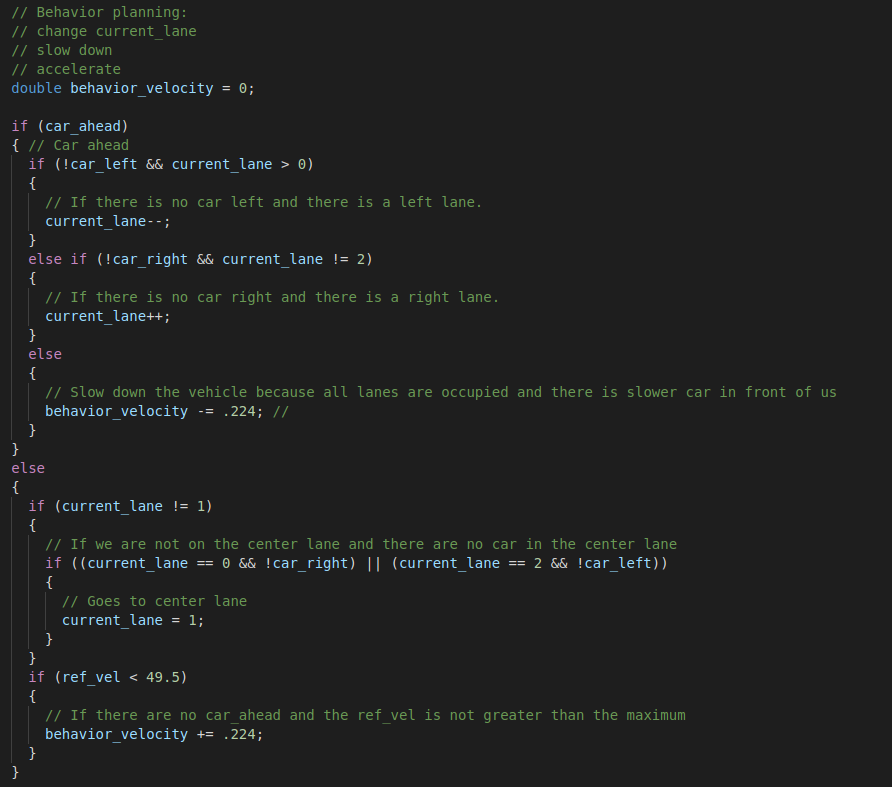 // Behavior planning:
// change current_lane
// slow down
// accelerate
double behavior_velocity = 0;

if (car_ahead)
{ // Car ahead
  if (!car_left && current_lane > 0)
  {
    // If there is no car left and there is a left lane.
    current_lane--;
  }
  else if (!car_right && current_lane != 2)
  {
    // If there is no car right and there is a right lane.
    current_lane++;
  }
  else
  {
    // Slow down the vehicle because all lanes are occupied and there is slower car in front of us
    behavior_velocity -= .224; //
  }
}
else
{
  if (current_lane != 1)
  {
    // If we are not on the center lane and there are no car in the center lane
    if ((current_lane == 0 && !car_right) || (current_lane == 2 && !car_left))
    {
      // Goes to center lane
      current_lane = 1;
    }
  }
  if (ref_vel < 49.5)
  {
    // If there are no car_ahead and the ref_vel is not greater than the maximum
    behavior_velocity += .224;
  }
}